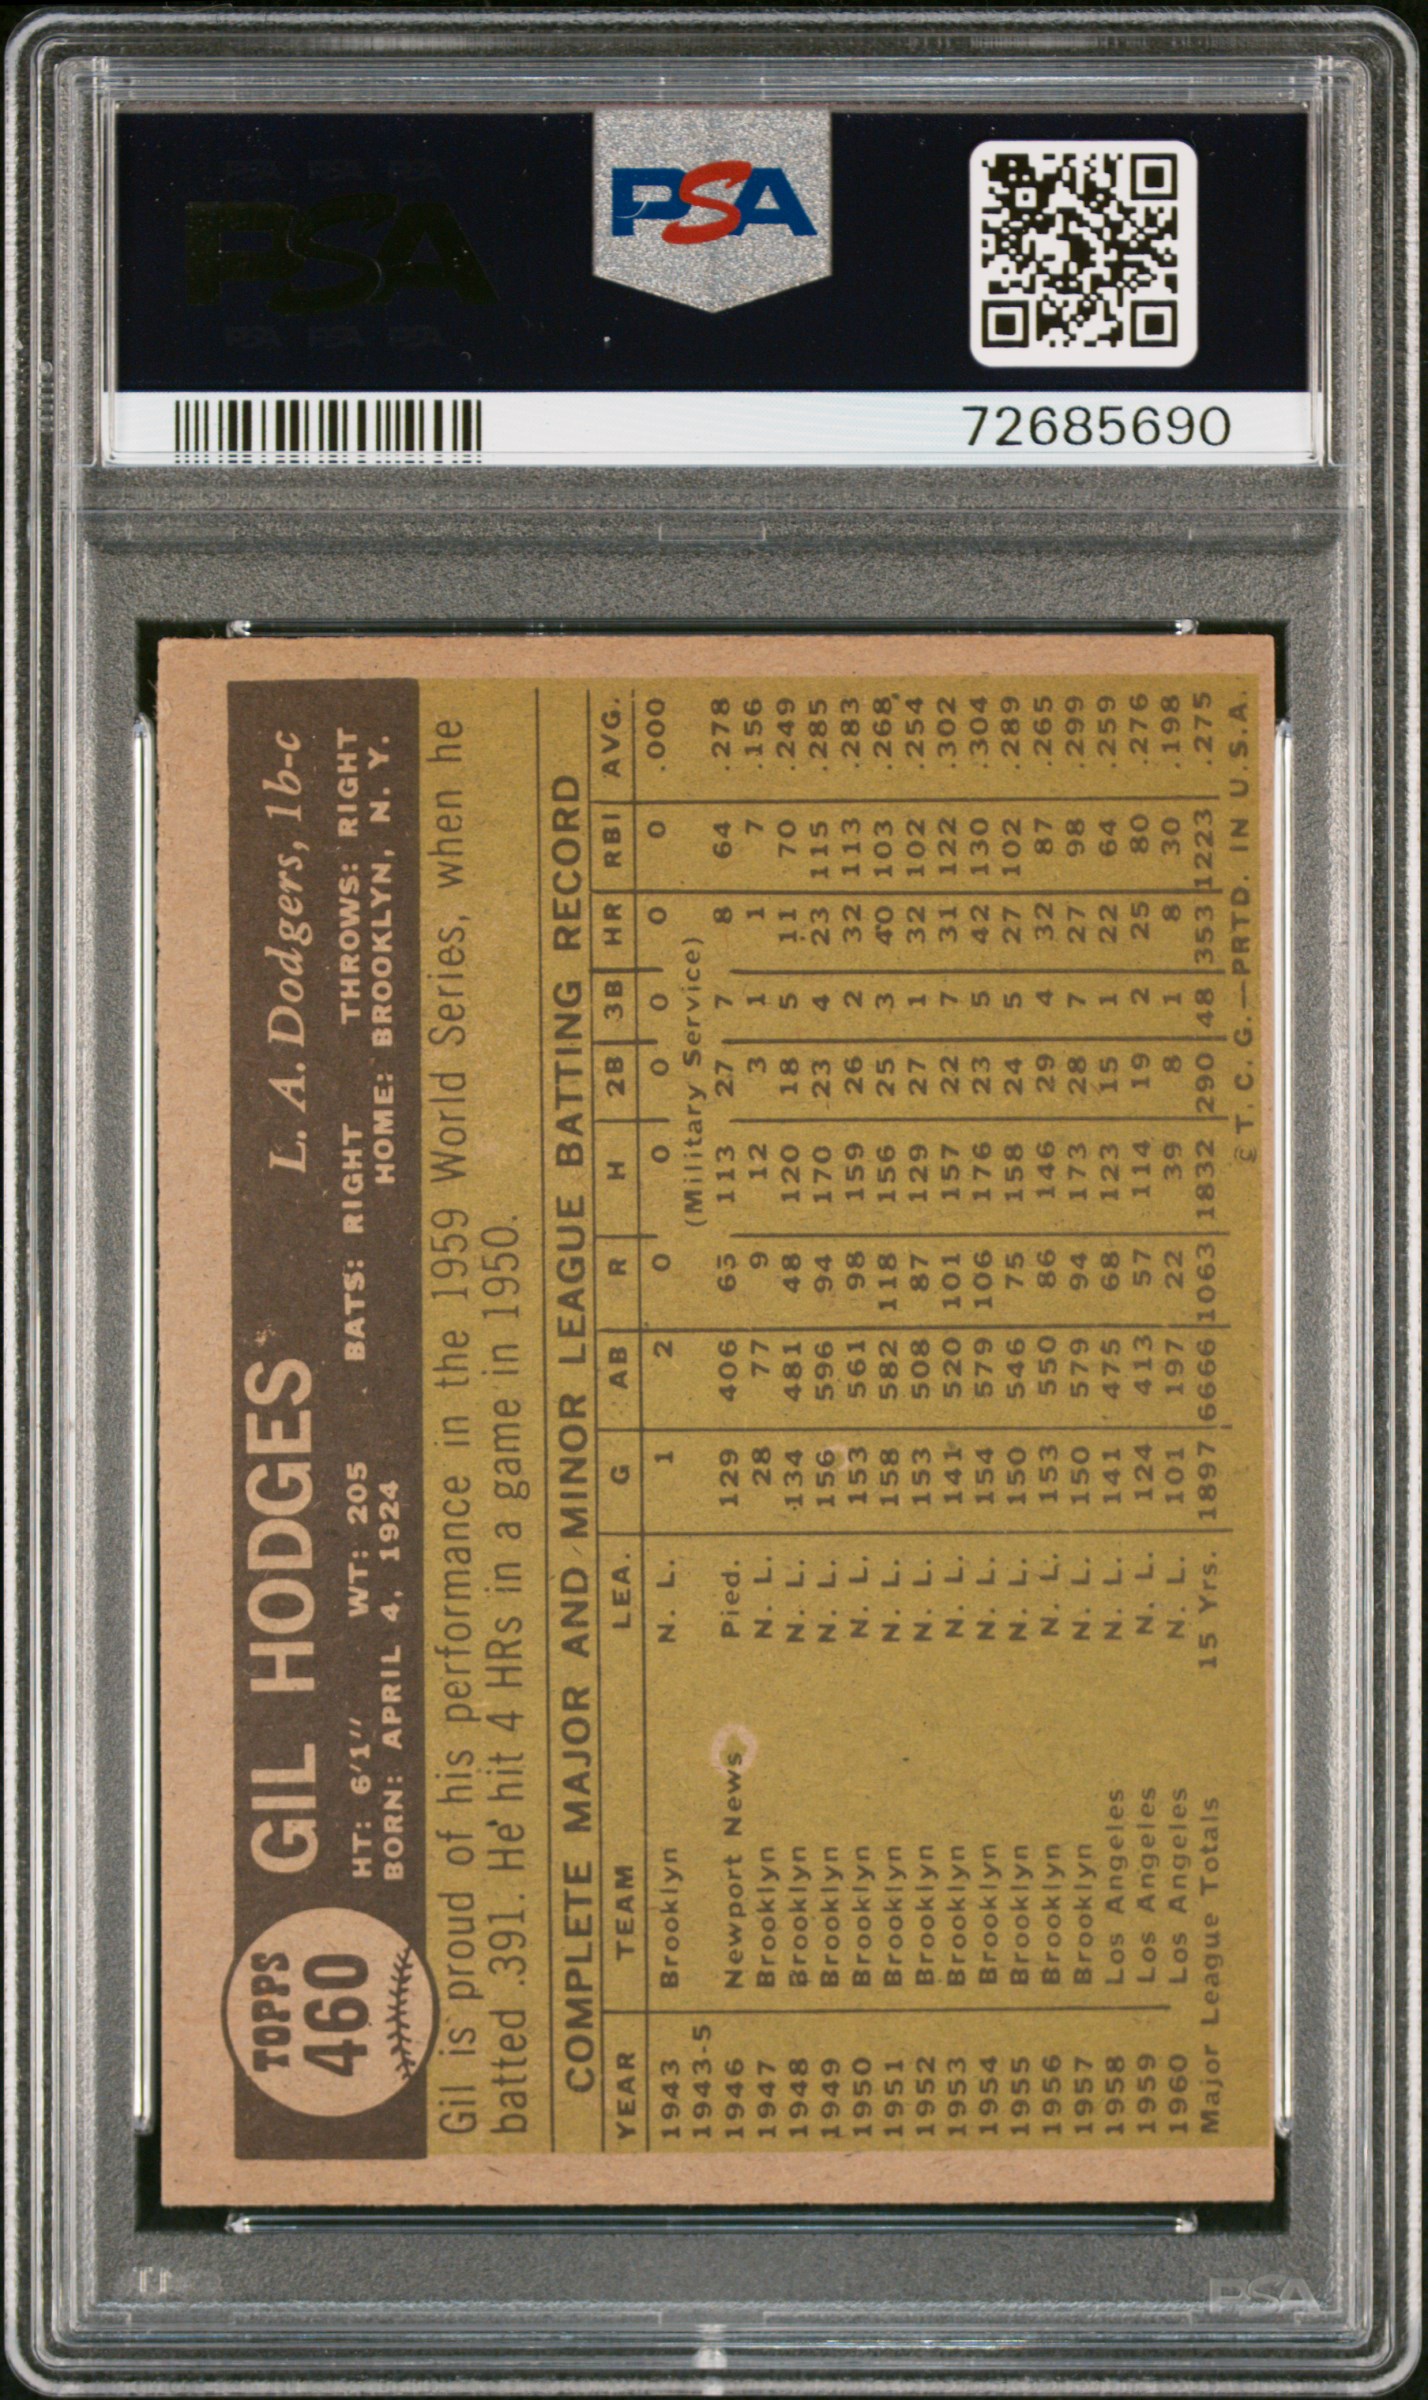 PSA
PSA PSA PSA
PSA
PSA PSA PSA
72685690
TOPPS
460
GIL HODGES L. A. Dodgers, 1b-c
HT: 6'1" WT: 205 BATS: RIGHT THROWS: RIGHT
BORN: APRIL 4, 1924 HOME: BROOKLYN, N. Y.
Gil is proud of his performance in the 1959 World Series, when he
batted .391. He hit 4 HRs in a game in 1950.
COMPLETE MAJOR AND MINOR LEAGUE BATTING RECORD
YEAR TEAM LEA. G AB R H 2B 3B HR RBI AVG.
1943 Brooklyn N. L. 1 2 0 0 0 0 0 0 .000
1943-5 (Military Service)
1946 Newport News Pied. 129 406 65 113 27 7 8 64 .278
1947 Brooklyn N. L. 28 77 9 12 3 1 1 7 .156
1948 Brooklyn N. L. 134 481 48 120 18 5 11 70 .249
1949 Brooklyn N. L. 156 596 94 170 23 4 23 115 .285
1950 Brooklyn N. L. 153 561 98 159 26 2 32 113 .283
1951 Brooklyn N. L. 158 582 118 156 25 3 40 103 .268
1952 Brooklyn N. L. 153 508 87 129 27 1 32 102 .254
1953 Brooklyn N. L. 141 520 101 157 22 7 31 122 .302
1954 Brooklyn N. L. 154 579 106 176 23 5 42 130 .304
1955 Brooklyn N. L. 150 546 75 158 24 5 27 102 .289
1956 Brooklyn N. L. 153 550 86 146 29 4 32 87 .265
1957 Brooklyn N. L. 150 579 94 173 28 7 27 98 .299
1958 Los Angeles N. L. 141 475 68 123 15 1 22 64 .259
1959 Los Angeles N. L. 124 413 57 114 19 2 25 80 .276
1960 Los Angeles N. L. 101 197 22 39 8 1 8 30 .198
Major League Totals 15 Yrs. 1897 6666 1063 1832 290 48 353 1223 .275
© T. C. G.—PRTD. IN U.S.A.
PSA